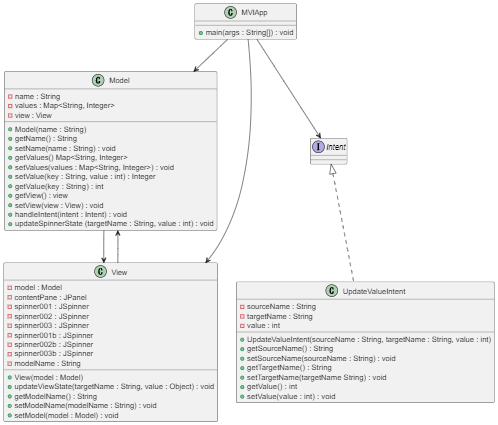 C MVIApp
main(args : String[]) : void
C Model
name : String
values : Map<String, Integer>
view : View
Model(name : String)
getName() : String
setName(name : String) : void
getValues() Map<String, Integer>
setValues(values : Map<String, Integer>) : void
setValue(key : String, value : int) : Integer
getValue(key : String) : int
getView() : view
setView(view : View) : void
handleIntent(intent : Intent) : void
updateSpinnerState (targetName : String, value : int) : void
I Intent
C View
model : Model
contentPane : JPanel
spinner001 : JSpinner
spinner002 : JSpinner
spinner003 : JSpinner
spinner001b : JSpinner
spinner002b : JSpinner
spinner003b : JSpinner
modelName : String
View(model : Model)
updateViewState(targetName : String, value : Object) : void
getModelName() : String
setModelName(modelName : String) : void
setModel(model : Model) : void
C UpdateValueIntent
sourceName : String
targetName : String
value : int
UpdateValueIntent(sourceName : String, targetName : String, value : int)
getSourceName() : String
setSourceName(sourceName : String) : void
getTargetName() : String
setTargetName(targetName String) : void
getValue() : int
setValue(value : int) : void